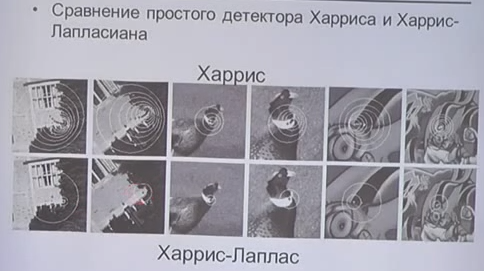 • Сравнение простого детектора Харриса и Харрис-
Лапласиана
Харрис
Харрис-Лаплас